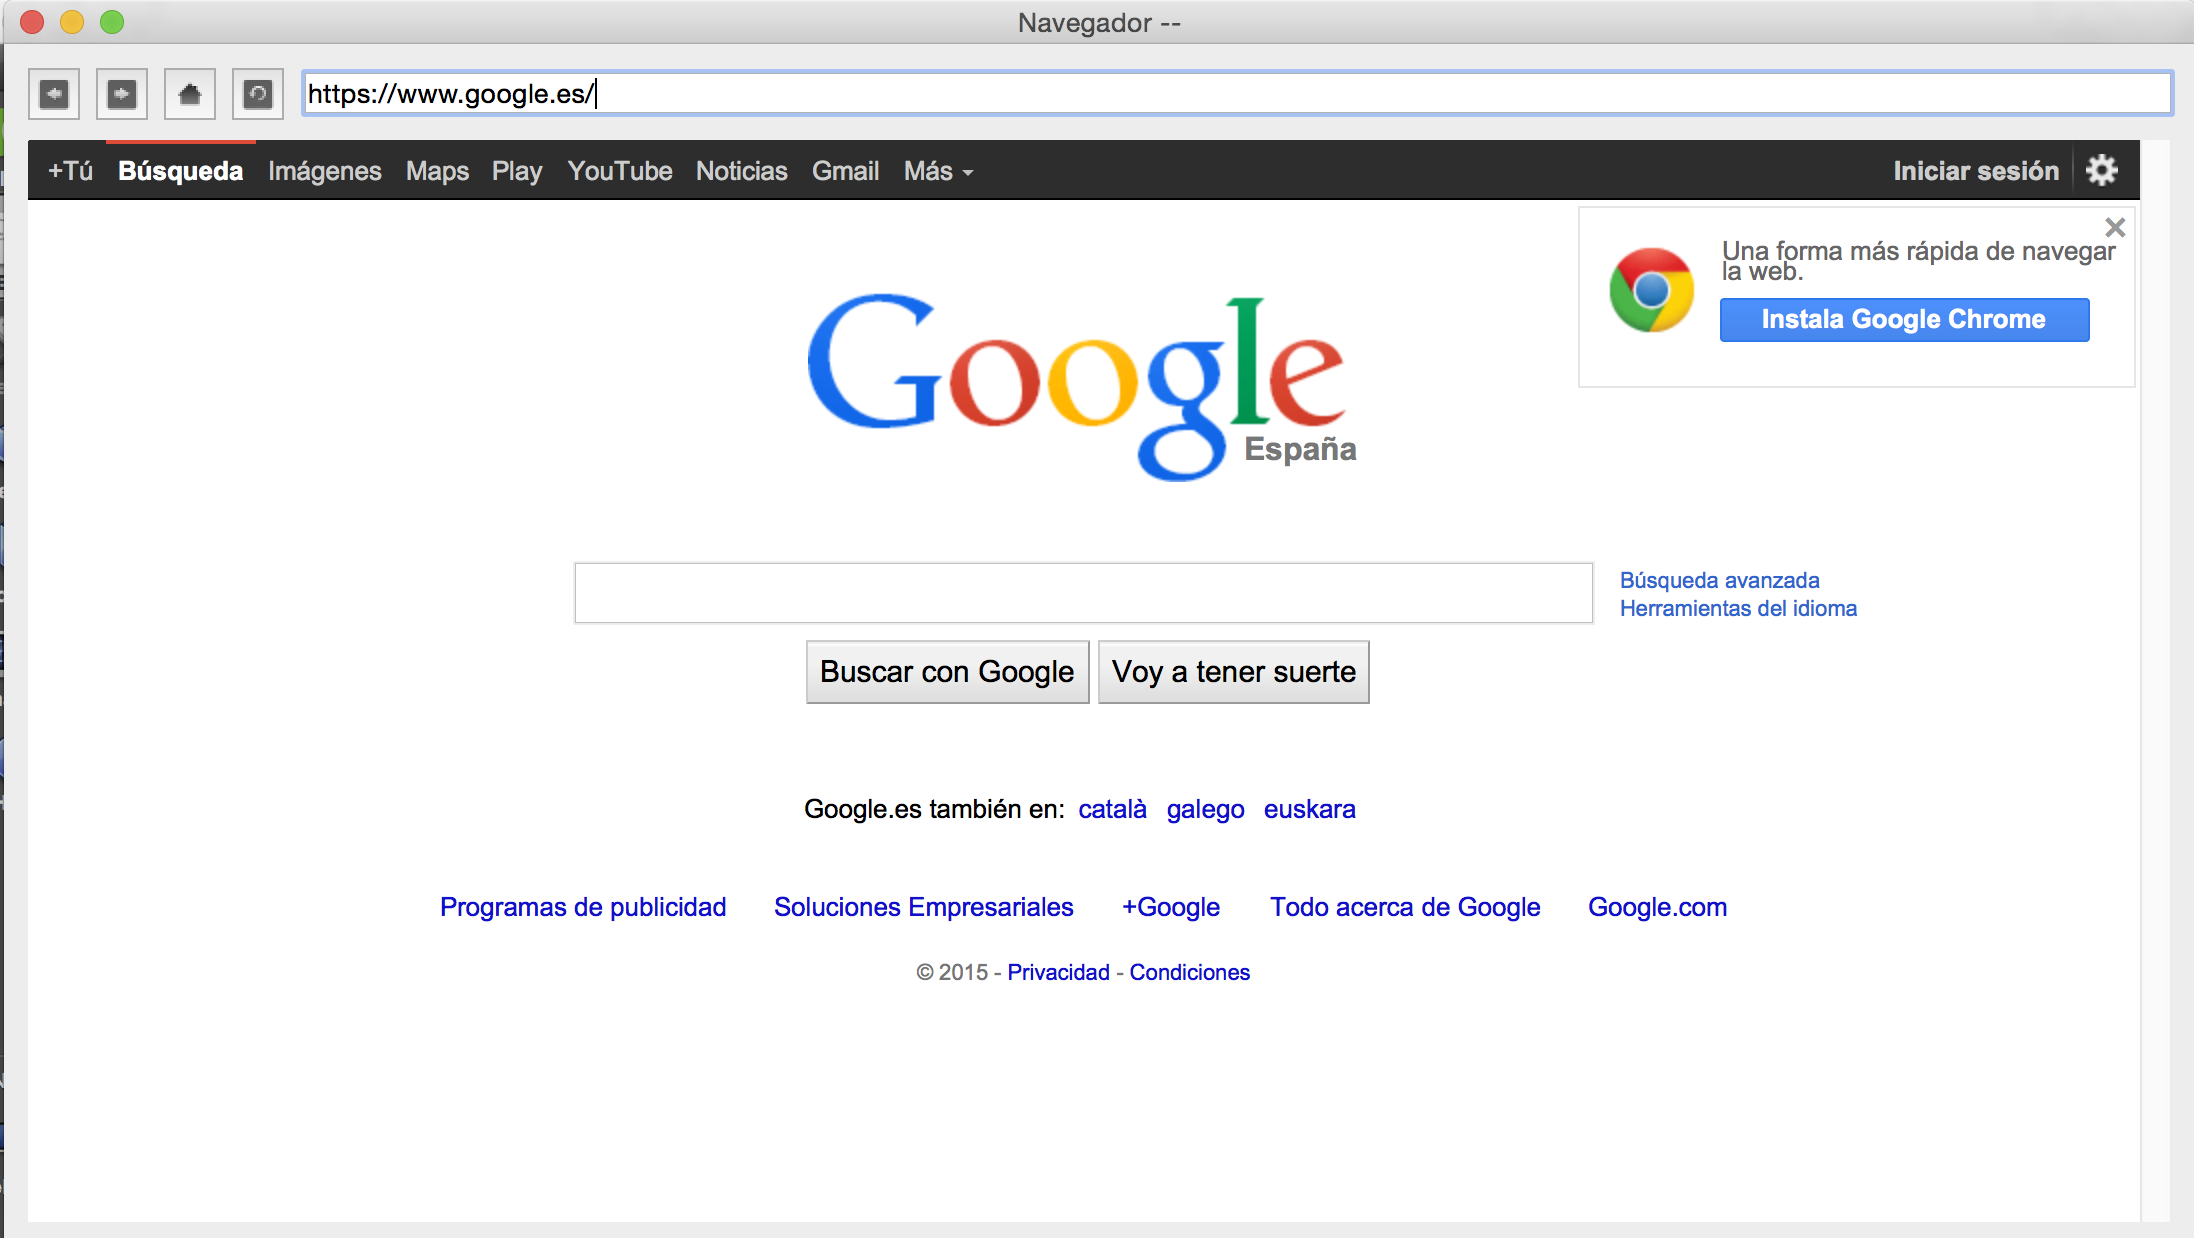 Navegador --
https://www.google.es/
+Tú Búsqueda Imágenes Maps Play YouTube Noticias Gmail Más Iniciar sesión
Una forma más rápida de navegar
la web.
Instala Google Chrome
Google
España
Búsqueda avanzada
Herramientas del idioma
Buscar con Google Voy a tener suerte
Google.es también en: català galego euskara
Programas de publicidad Soluciones Empresariales +Google Todo acerca de Google Google.com
© 2015 - Privacidad - Condiciones